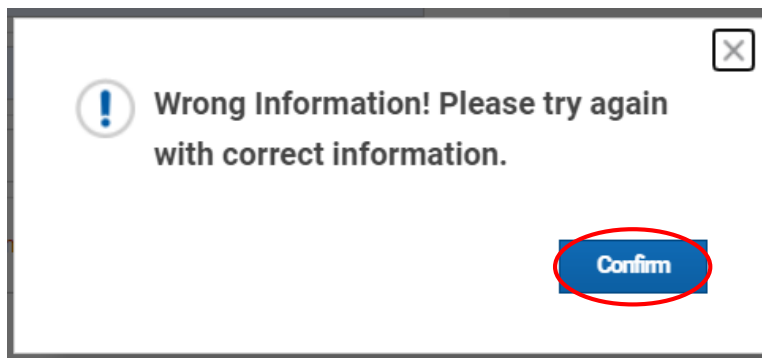 Wrong Information! Please try again
with correct information.
Confirm